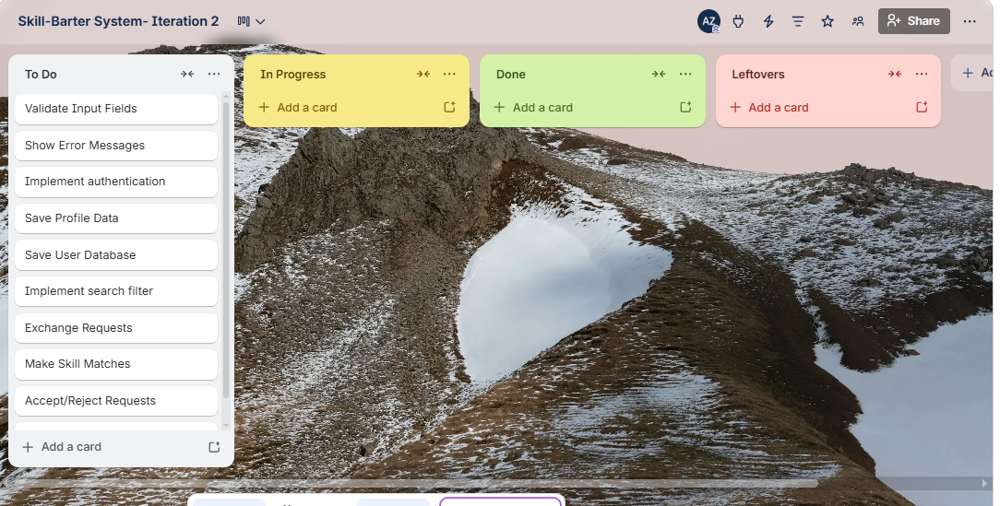 Skill-Barter System- Iteration 2
AZ
Share
To Do
Validate Input Fields
Show Error Messages
Implement authentication
Save Profile Data
Save User Database
Implement search filter
Exchange Requests
Make Skill Matches
Accept/Reject Requests
Add a card
In Progress
Add a card
Done
Add a card
Leftovers
Add a card